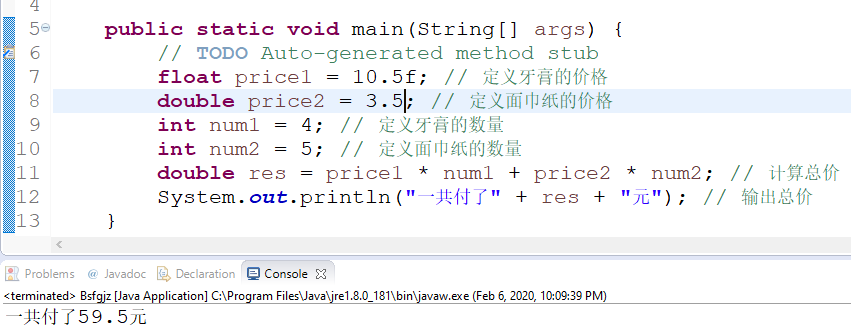 4
5 public static void main(String[] args) {
6 // TODO Auto-generated method stub
7 float price1 = 10.5f; // 定义牙膏的价格
8 double price2 = 3.5; // 定义面巾纸的价格
9 int num1 = 4; // 定义牙膏的数量
10 int num2 = 5; // 定义面巾纸的数量
11 double res = price1 * num1 + price2 * num2; // 计算总价
12 System.out.println("一共付了" + res + "元"); // 输出总价
13 }
Problems @ Javadoc Declaration Console
<terminated> Bsfgjz [Java Application] C:\Program Files\Java\jre1.8.0_181\bin\javaw.exe (Feb 6, 2020, 10:09:39 PM)
一共付了59.5元